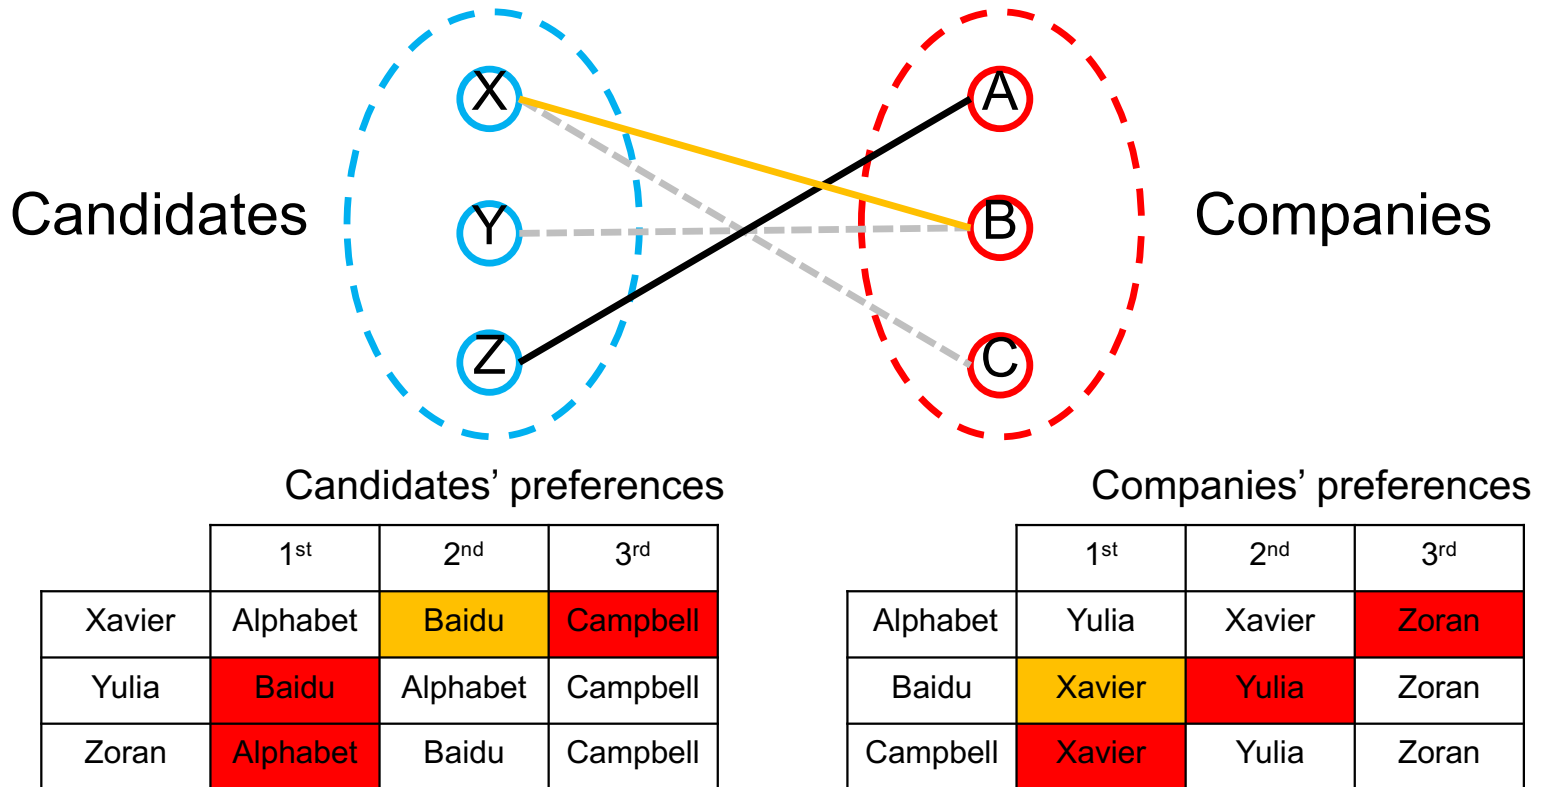 X
A
Candidates
Y
B
Companies
Z
C
Candidates’ preferences
1st 2nd 3rd
Xavier Alphabet Baidu Campbell
Yulia Baidu Alphabet Campbell
Zoran Alphabet Baidu Campbell
Companies’ preferences
1st 2nd 3rd
Alphabet Yulia Xavier Zoran
Baidu Xavier Yulia Zoran
Campbell Xavier Yulia Zoran